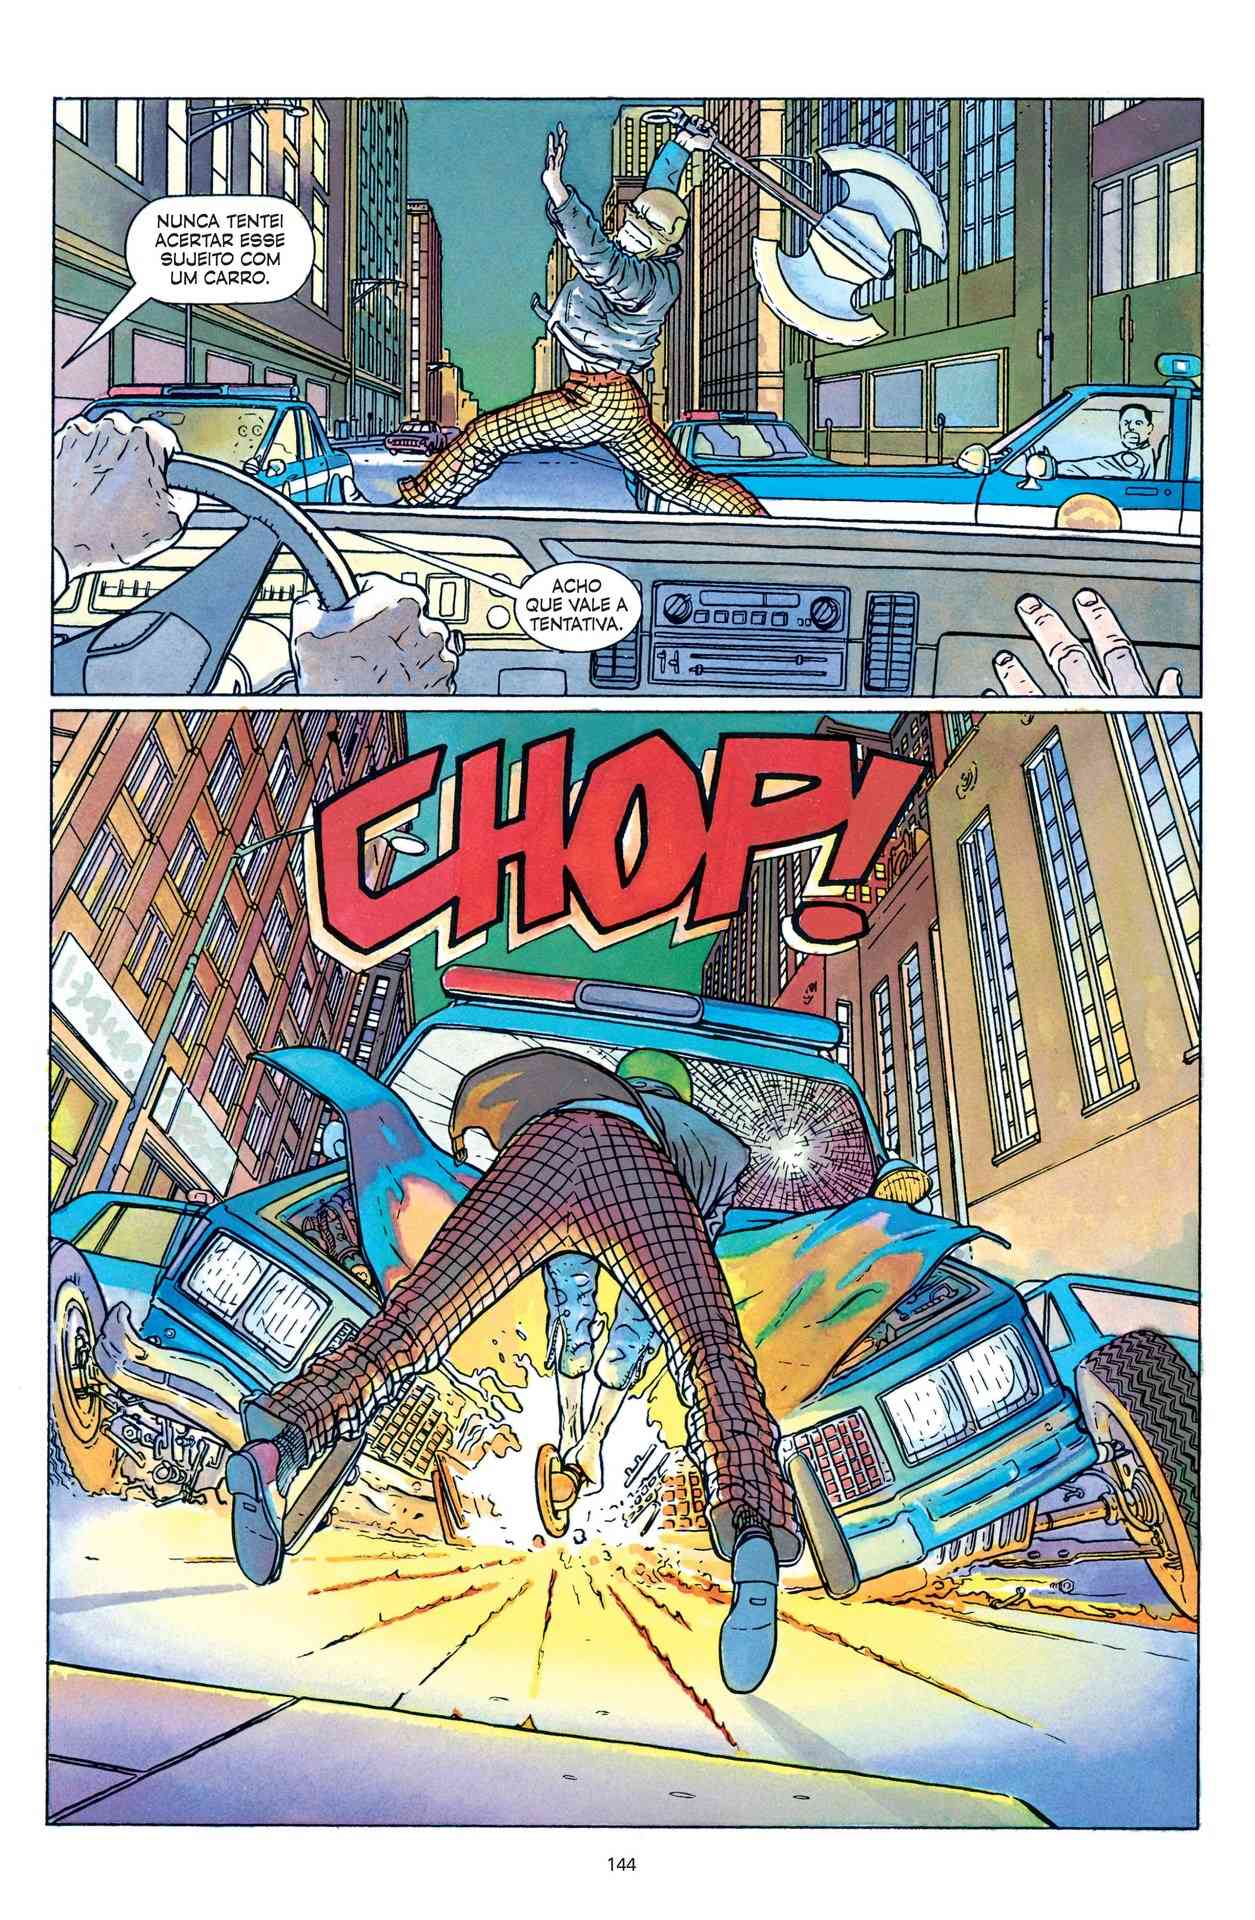 NUNCA TENTEI
ACERTAR ESSE
SUJEITO COM
UM CARRO.
ACHO
QUE VALE A
TENTATIVA.
CHOP!
144